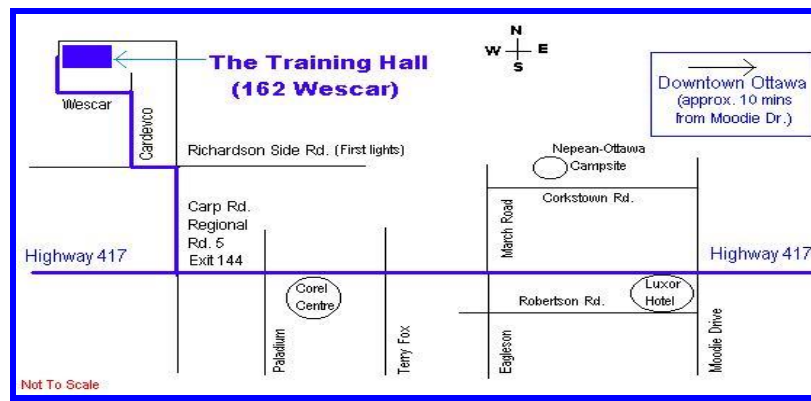 N
W E
S
The Training Hall
(162 Wescar)
Downtown Ottawa
(approx. 10 mins
from Moodie Dr.)
Wescar
Cardevco
Richardson Side Rd. (First lights)
Nepean-Ottawa
Campsite
Corkstown Rd.
March Road
Carp Rd.
Regional
Rd. 5
Exit 144
Highway 417
Highway 417
Corel
Centre
Luxor
Hotel
Robertson Rd.
Paladium
Terry Fox
Eagleson
Moodie Drive
Not To Scale